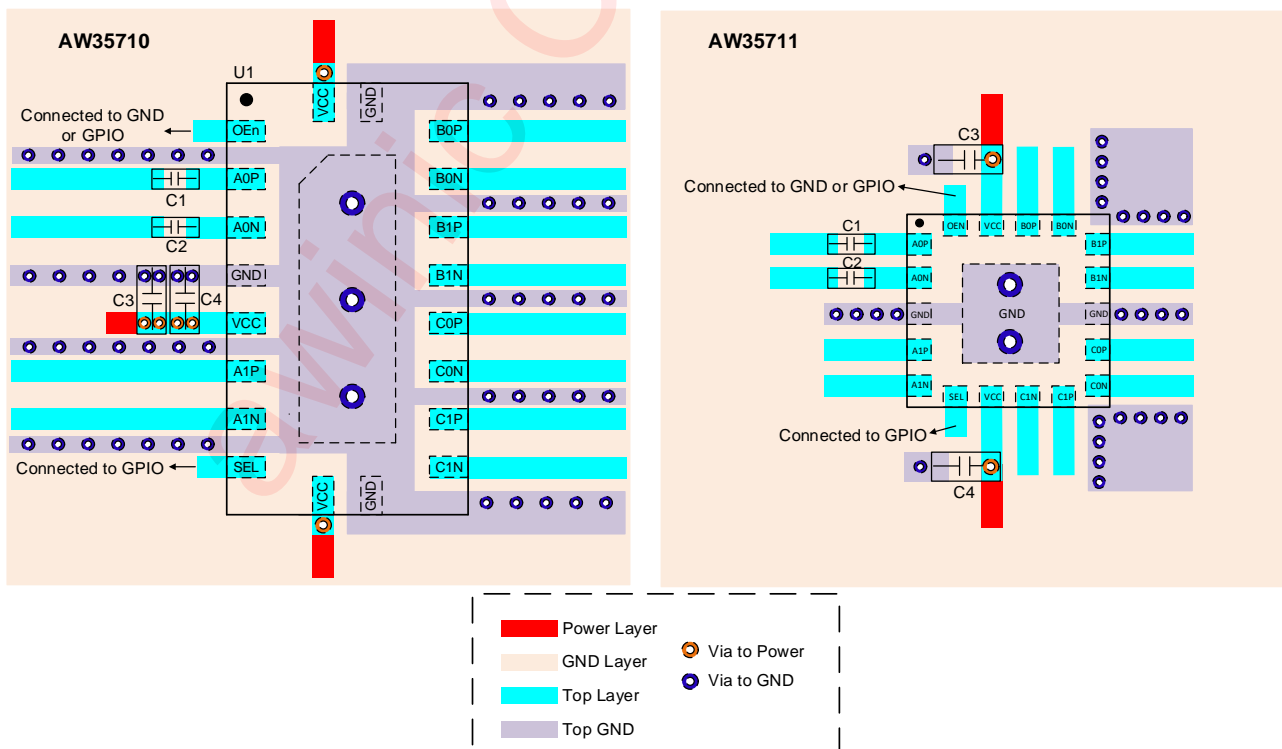 AW35710
U1
VCC
GND
Connected to GND
or GPIO
OEn
B0P
A0P
B0N
C1
A0N
B1P
C2
GND
B1N
C3
C4
VCC
C0P
A1P
C0N
A1N
C1P
Connected to GPIO
SEL
C1N
VCC
GND
awinic
AW35711
C3
Connected to GND or GPIO
OEN
VCC
B0P
B0N
C1
A0P
B1P
C2
A0N
B1N
GND
GND
GND
A1P
C0P
A1N
C0N
SEL
VCC
C1N
C1P
Connected to GPIO
C4
Power Layer
GND Layer
Top Layer
Top GND
Via to Power
Via to GND